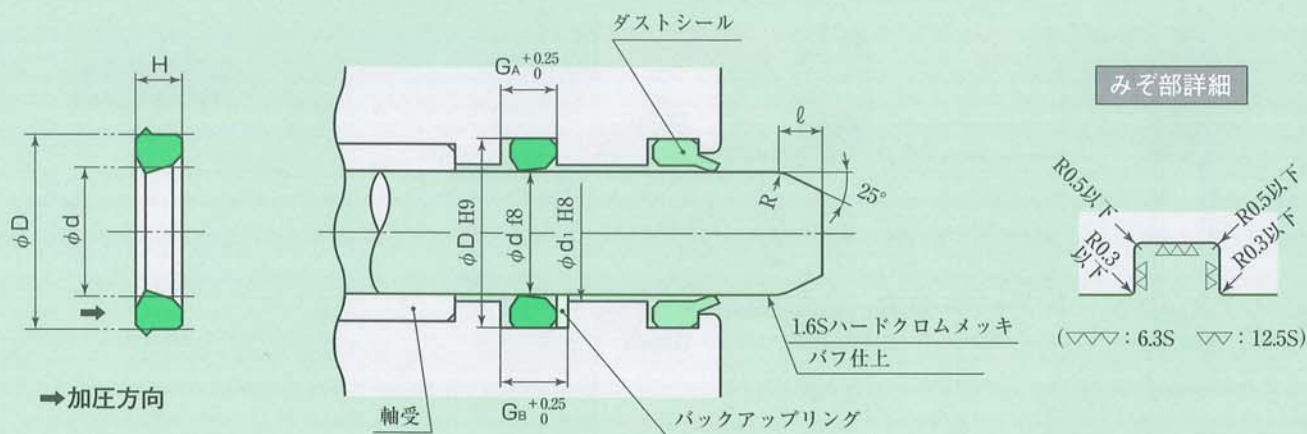 ダストシール
H
GA +0.25 0
みぞ部詳細
ℓ
R
25°
φD
φd
φD H9
φd f8
φd1 H8
R0.5以下
R0.5以下
R0.3
以下
R0.3以下
1.6Sハードクロムメッキ
バフ仕上
(▽▽▽：6.3S ▽▽：12.5S)
➡加圧方向
軸受
GB +0.25 0
バックアップリング